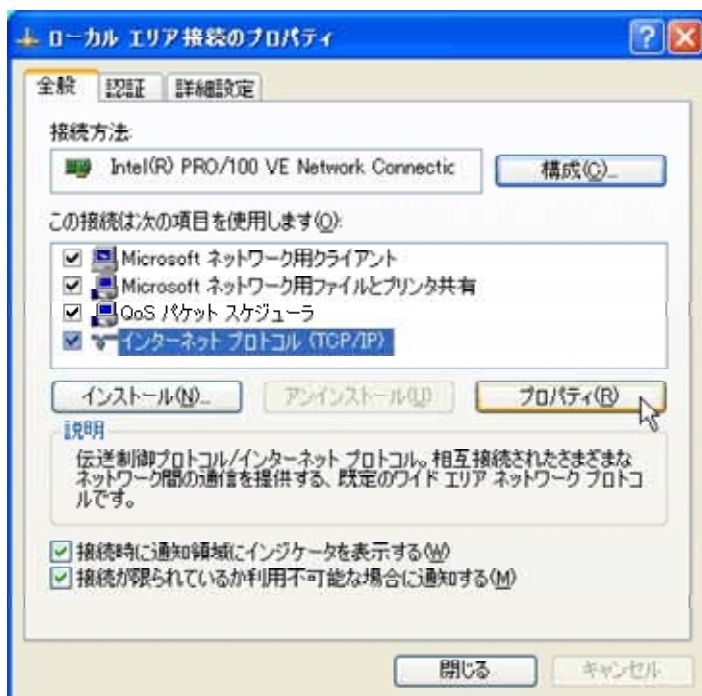 ローカル エリア接続のプロパティ
全般 認証 詳細設定
接続方法:
Intel(R) PRO/100 VE Network Connectic
構成(C)...
この接続は次の項目を使用します(O):
Microsoft ネットワーク用クライアント
Microsoft ネットワーク用ファイルとプリンタ共有
QoS パケット スケジューラ
インターネット プロトコル (TCP/IP)
インストール(N)... アンインストール(U) プロパティ(R)
説明
伝送制御プロトコル/インターネット プロトコル。相互接続されたさまざまな
ネットワーク間の通信を提供する、既定のワイド エリア ネットワーク プロトコ
ルです。
接続時に通知領域にインジケータを表示する(W)
接続が限られているか利用不可能な場合に通知する(M)
閉じる キャンセル